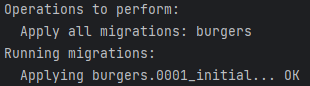 Operations to perform:
  Apply all migrations: burgers
Running migrations:
  Applying burgers.0001_initial... OK